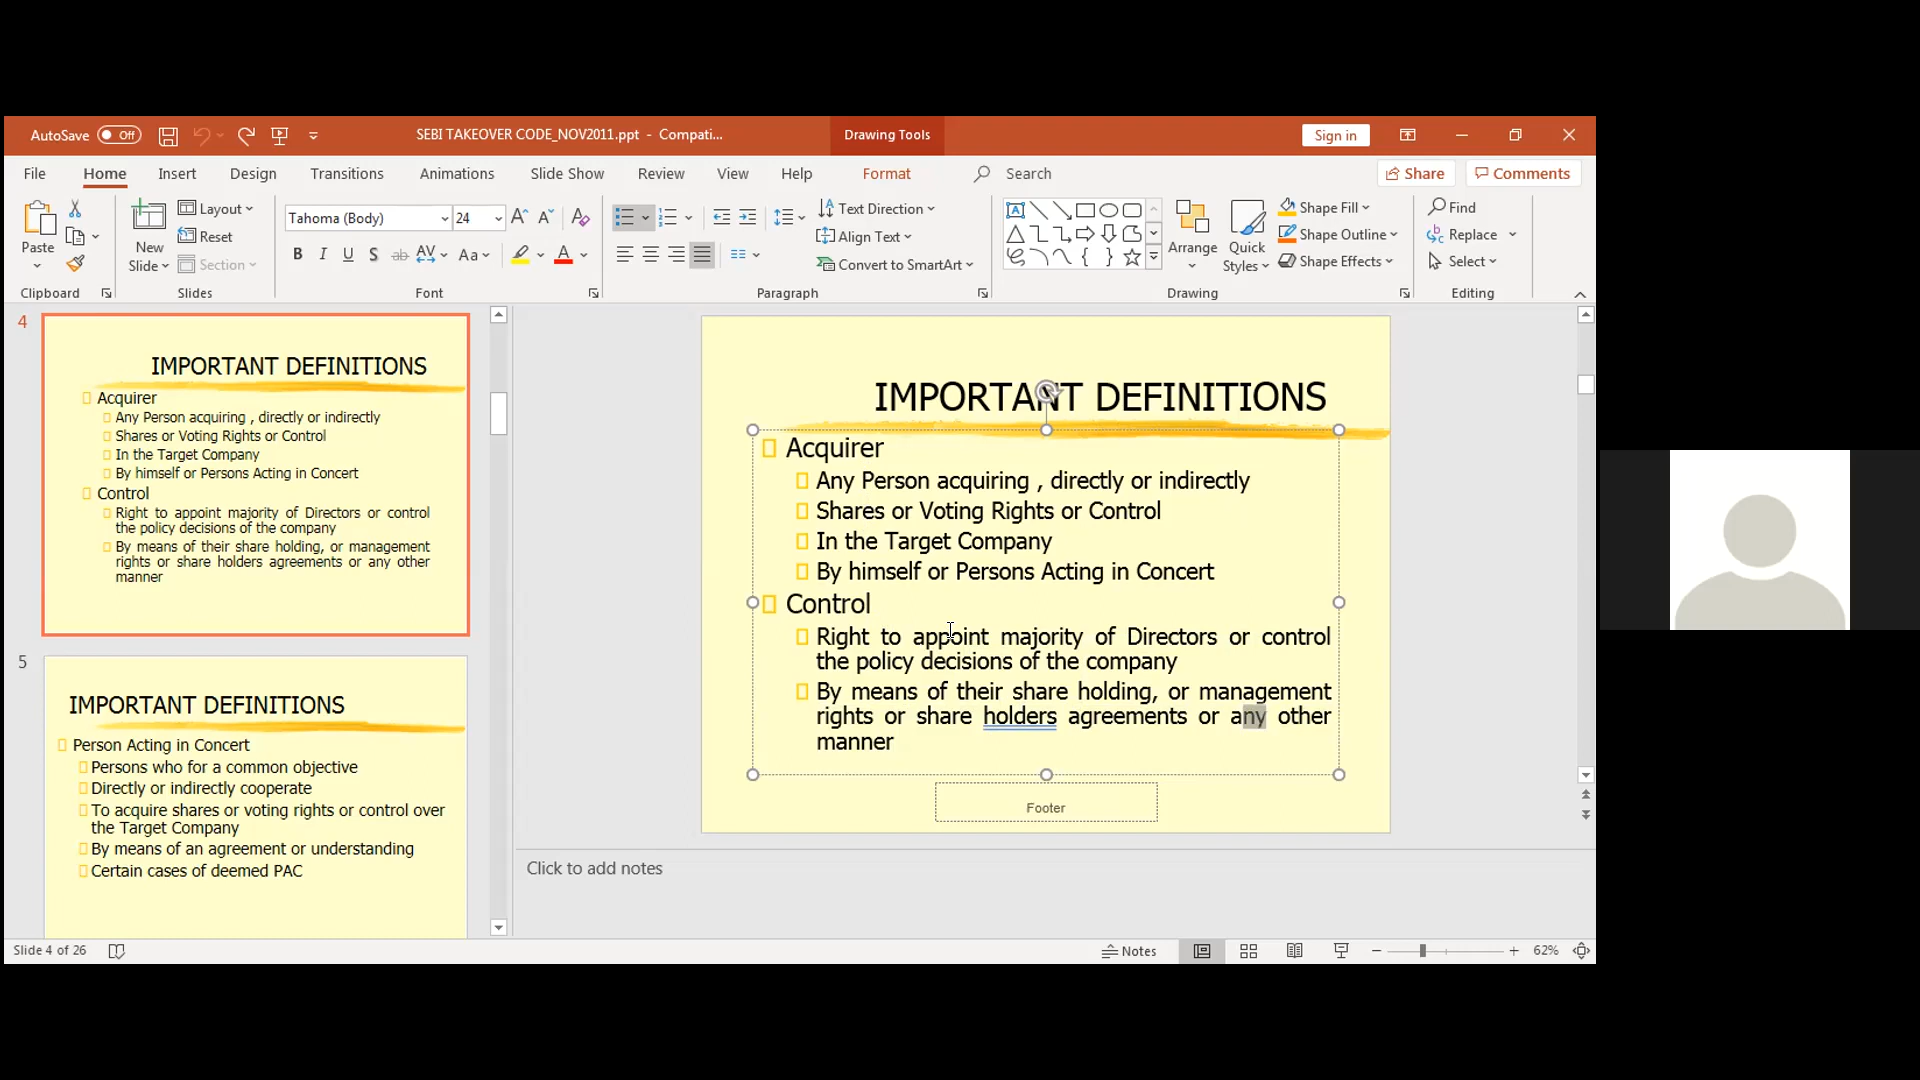 AutoSave Off SEBI TAKEOVER CODE_NOV2011.ppt - Compati... Drawing Tools Sign in
File Home Insert Design Transitions Animations Slide Show Review View Help Format Search Share Comments
Paste
New Slide
Layout
Reset
Section
Tahoma (Body) 24
B I U S ab AV Aa A
Text Direction
Align Text
Convert to SmartArt
Arrange
Quick Styles
Shape Fill
Shape Outline
Shape Effects
Find
Replace
Select
Clipboard Slides Font Paragraph Drawing Editing
4
IMPORTANT DEFINITIONS
Acquirer
Any Person acquiring , directly or indirectly
Shares or Voting Rights or Control
In the Target Company
By himself or Persons Acting in Concert
Control
Right to appoint majority of Directors or control
the policy decisions of the company
By means of their share holding, or management
rights or share holders agreements or any other
manner
5
IMPORTANT DEFINITIONS
Person Acting in Concert
Persons who for a common objective
Directly or indirectly cooperate
To acquire shares or voting rights or control over
the Target Company
By means of an agreement or understanding
Certain cases of deemed PAC
IMPORTANT DEFINITIONS
Acquirer
Any Person acquiring , directly or indirectly
Shares or Voting Rights or Control
In the Target Company
By himself or Persons Acting in Concert
Control
Right to appoint majority of Directors or control
the policy decisions of the company
By means of their share holding, or management
rights or share holders agreements or any other
manner
Footer
Click to add notes
Slide 4 of 26 Notes 62%